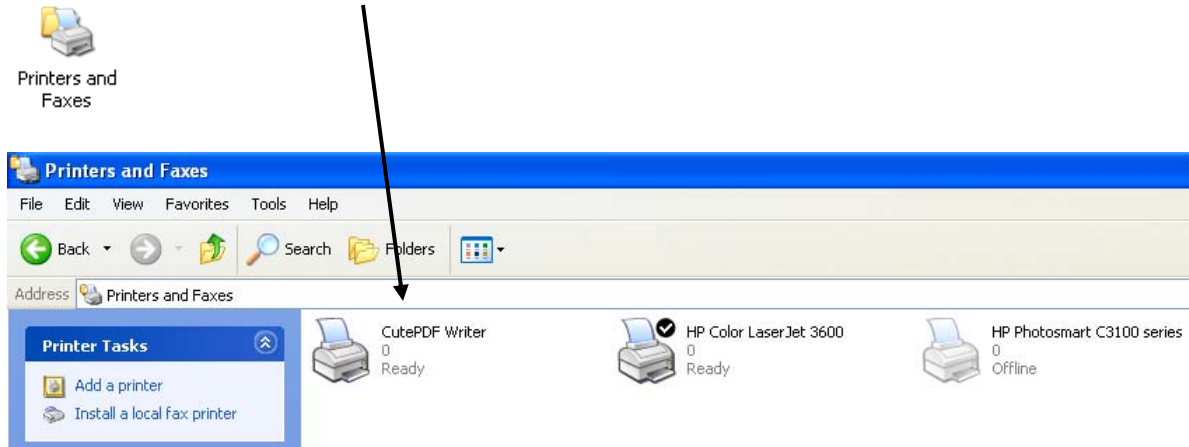 Printers and
Faxes
Printers and Faxes
File Edit View Favorites Tools Help
Back Search Folders
Address Printers and Faxes
Printer Tasks
Add a printer
Install a local fax printer
CutePDF Writer
0
Ready
HP Color LaserJet 3600
0
Ready
HP Photosmart C3100 series
0
Offline